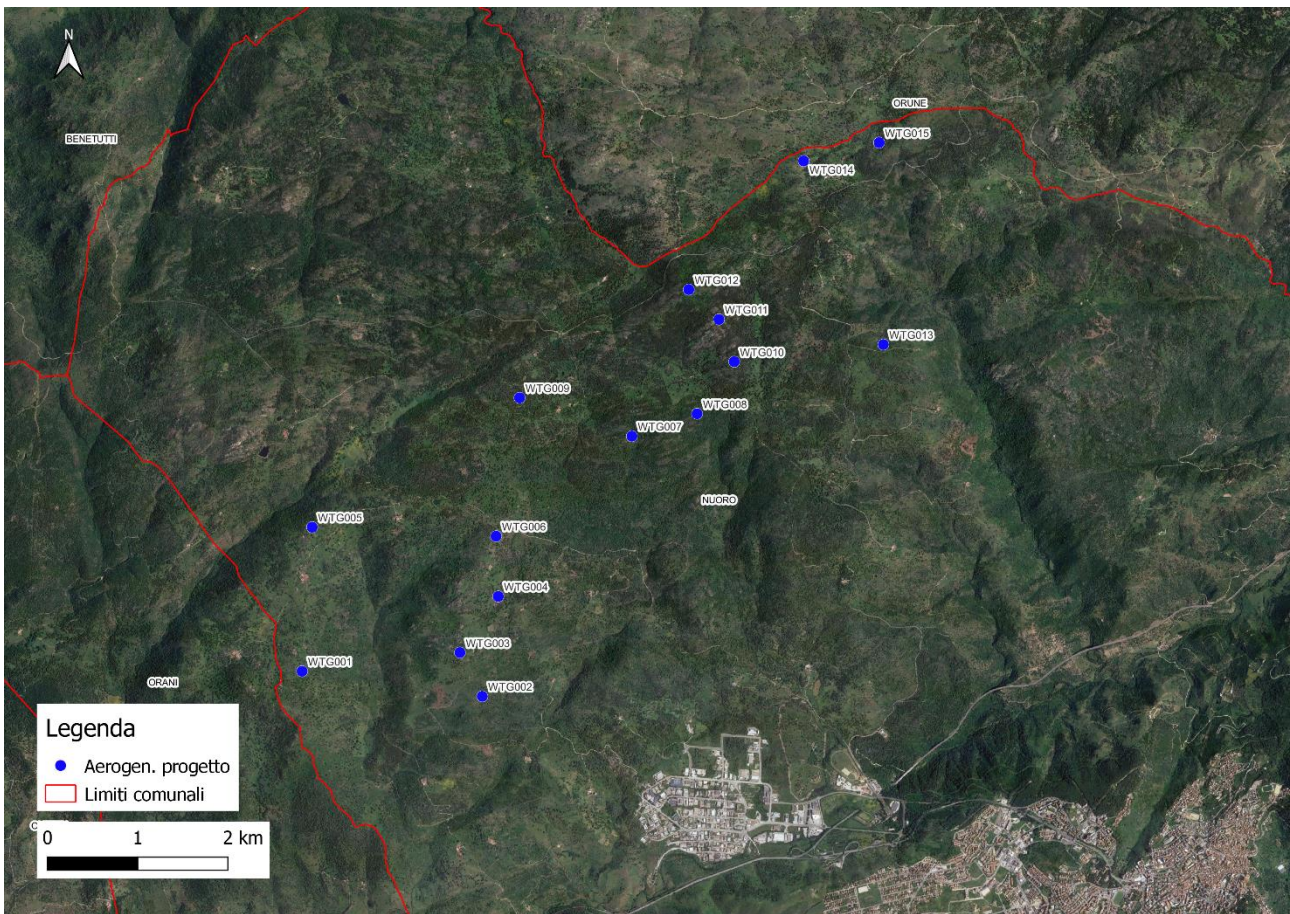 N
ORUNE
BENETUTTI
WTG015
WTG014
WTG012
WTG011
WTG013
WTG010
WTG009
WTG008
WTG007
NUORO
WTG005
WTG006
WTG004
WTG003
WTG001
ORANI
WTG002
Legenda
Aerogen. progetto
Limiti comunali
0 1 2 km